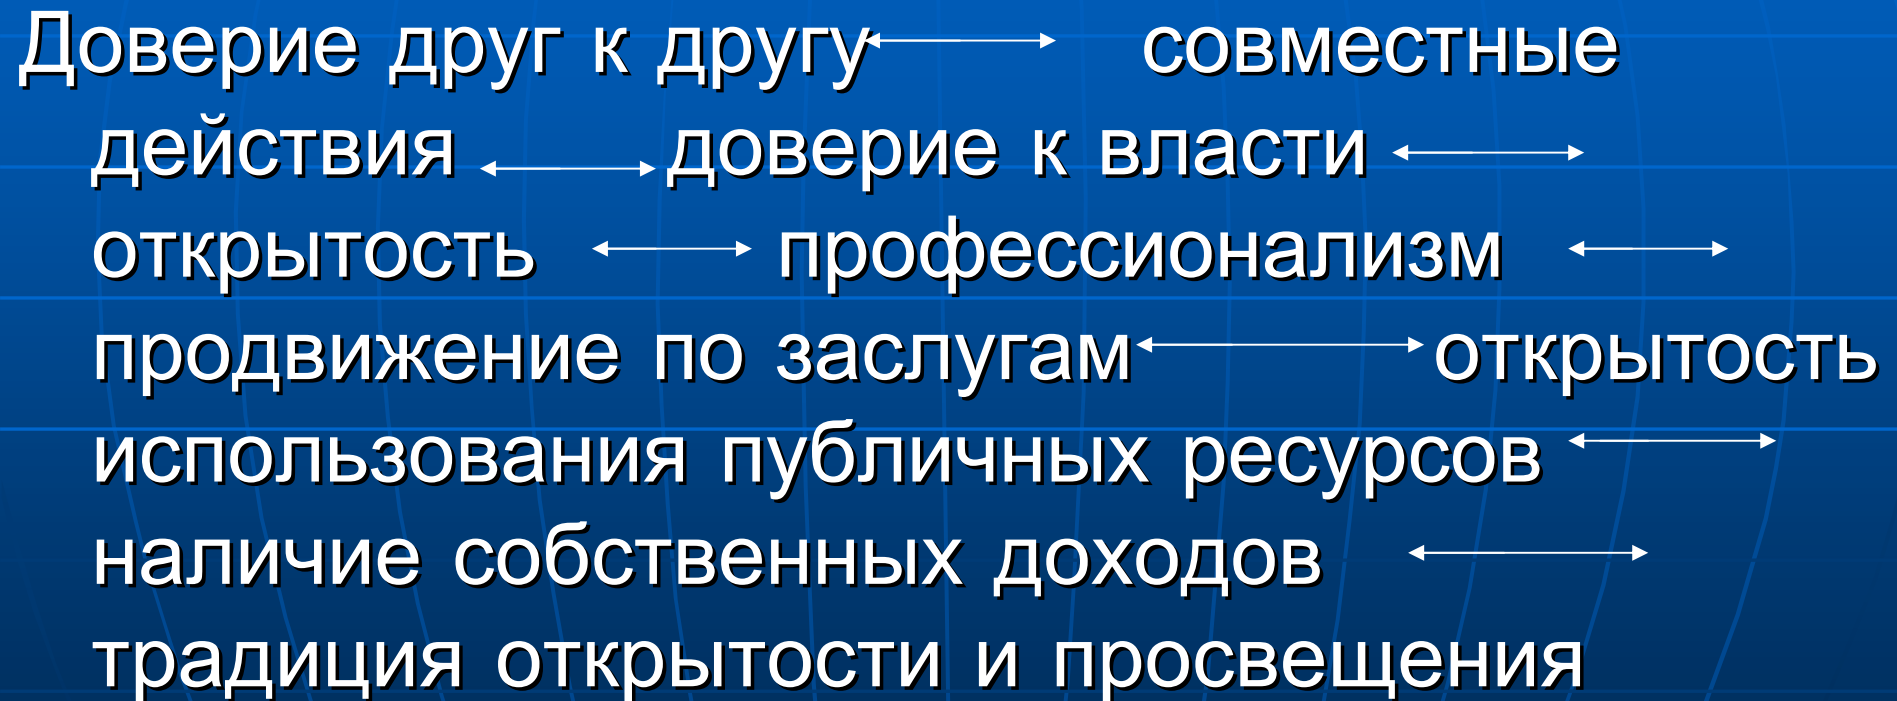 Доверие друг к другу ↔ совместные
действия ↔ доверие к власти ↔
открытость ↔ профессионализм ↔
продвижение по заслугам ↔ открытость
использования публичных ресурсов ↔
наличие собственных доходов ↔
традиция открытости и просвещения